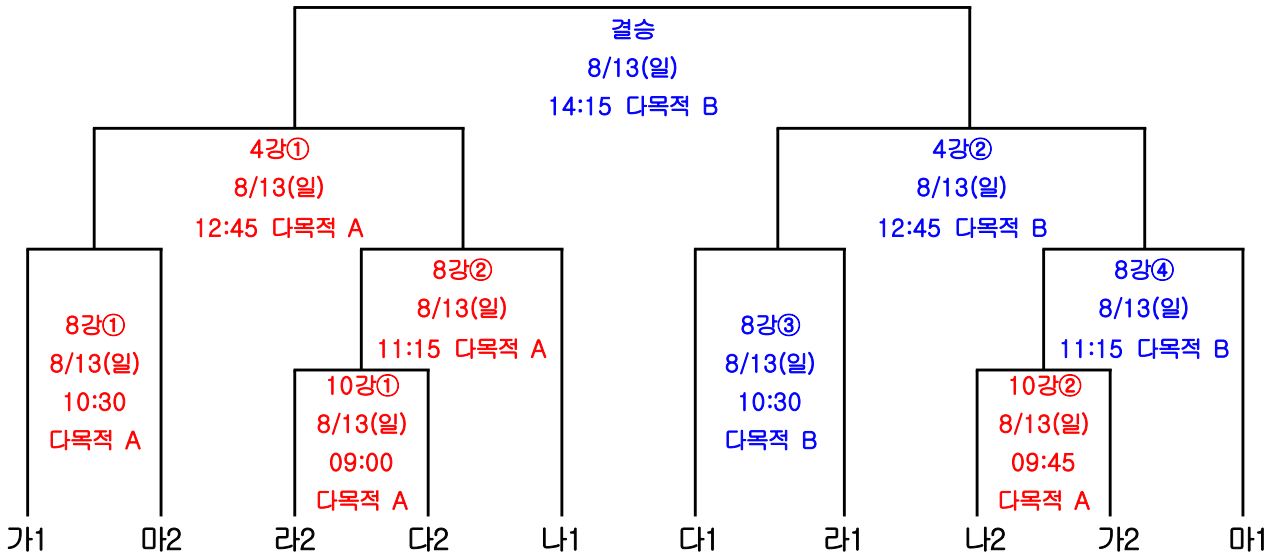 결승
8/13(일)
14:15 다목적 B
4강①
8/13(일)
12:45 다목적 A
4강②
8/13(일)
12:45 다목적 B
8강①
8/13(일)
10:30
다목적 A
8강②
8/13(일)
11:15 다목적 A
10강①
8/13(일)
09:00
다목적 A
8강③
8/13(일)
10:30
다목적 B
8강④
8/13(일)
11:15 다목적 B
10강②
8/13(일)
09:45
다목적 A
가1 마2 라2 다2 나1 다1 라1 나2 가2 마1